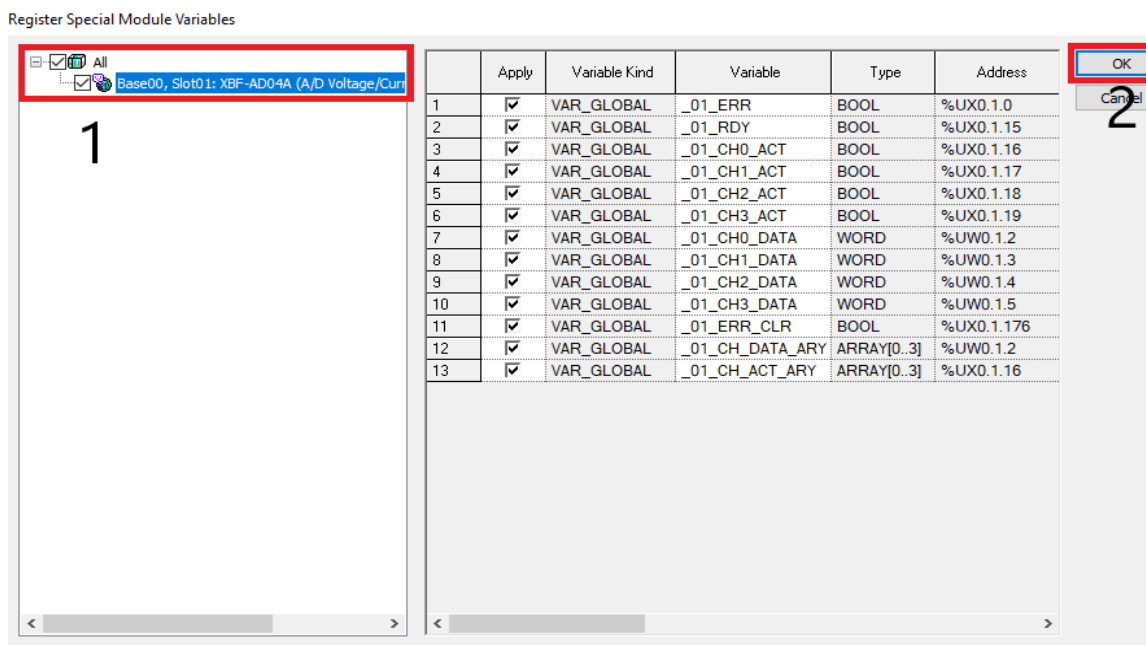 Register Special Module Variables
All
Base00, Slot01: XBF-AD04A (A/D Voltage/Curr
1
Apply Variable Kind Variable Type Address
1 VAR_GLOBAL _01_ERR BOOL %UX0.1.0
2 VAR_GLOBAL _01_RDY BOOL %UX0.1.15
3 VAR_GLOBAL _01_CH0_ACT BOOL %UX0.1.16
4 VAR_GLOBAL _01_CH1_ACT BOOL %UX0.1.17
5 VAR_GLOBAL _01_CH2_ACT BOOL %UX0.1.18
6 VAR_GLOBAL _01_CH3_ACT BOOL %UX0.1.19
7 VAR_GLOBAL _01_CH0_DATA WORD %UW0.1.2
8 VAR_GLOBAL _01_CH1_DATA WORD %UW0.1.3
9 VAR_GLOBAL _01_CH2_DATA WORD %UW0.1.4
10 VAR_GLOBAL _01_CH3_DATA WORD %UW0.1.5
11 VAR_GLOBAL _01_ERR_CLR BOOL %UX0.1.176
12 VAR_GLOBAL _01_CH_DATA_ARY ARRAY[0..3] %UW0.1.2
13 VAR_GLOBAL _01_CH_ACT_ARY ARRAY[0..3] %UX0.1.16
OK
Cancel
2